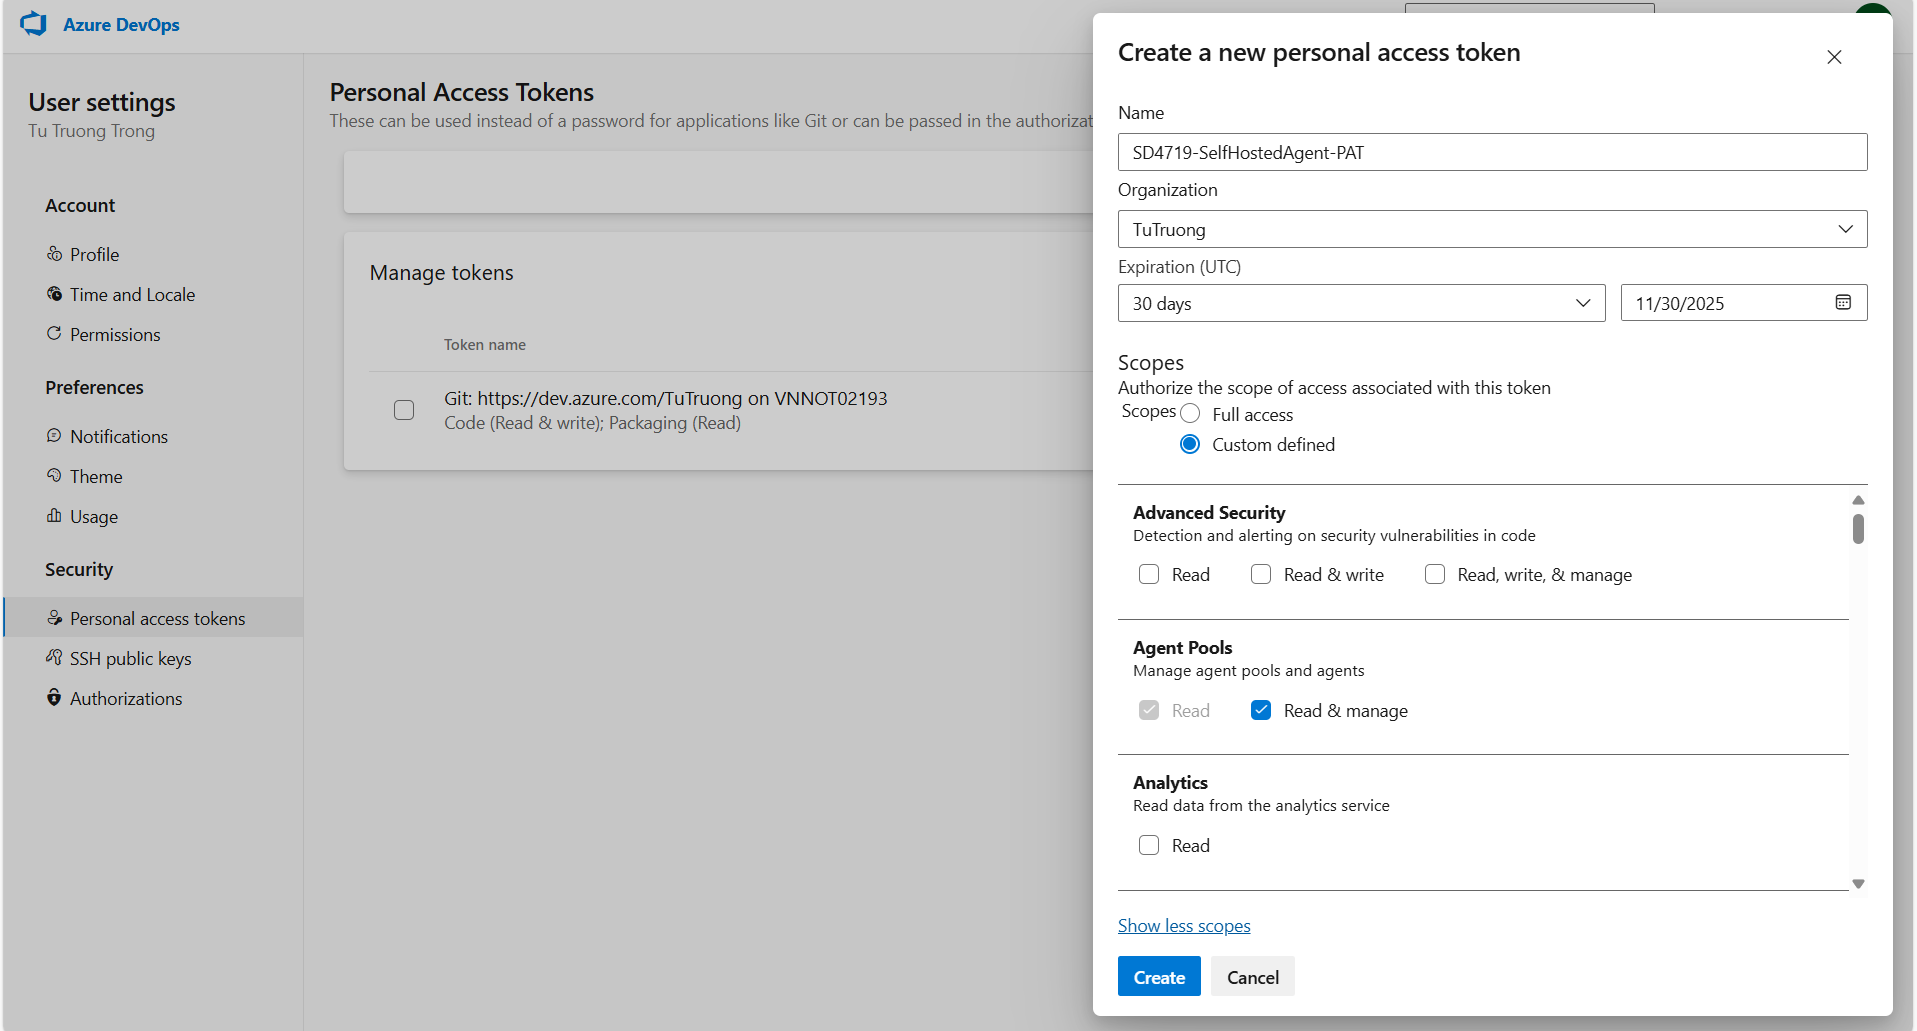 Azure DevOps
User settings
Tu Truong Trong
Account
Profile
Time and Locale
Permissions
Preferences
Notifications
Theme
Usage
Security
Personal access tokens
SSH public keys
Authorizations
Personal Access Tokens
These can be used instead of a password for applications like Git or can be passed in the authorizat
Manage tokens
Token name
Git: https://dev.azure.com/TuTruong on VNNOT02193
Code (Read & write); Packaging (Read)
Create a new personal access token
Name
SD4719-SelfHostedAgent-PAT
Organization
TuTruong
Expiration (UTC)
30 days 11/30/2025
Scopes
Authorize the scope of access associated with this token
Scopes Full access
Custom defined
Advanced Security
Detection and alerting on security vulnerabilities in code
Read Read & write Read, write, & manage
Agent Pools
Manage agent pools and agents
Read Read & manage
Analytics
Read data from the analytics service
Read
Show less scopes
Create Cancel